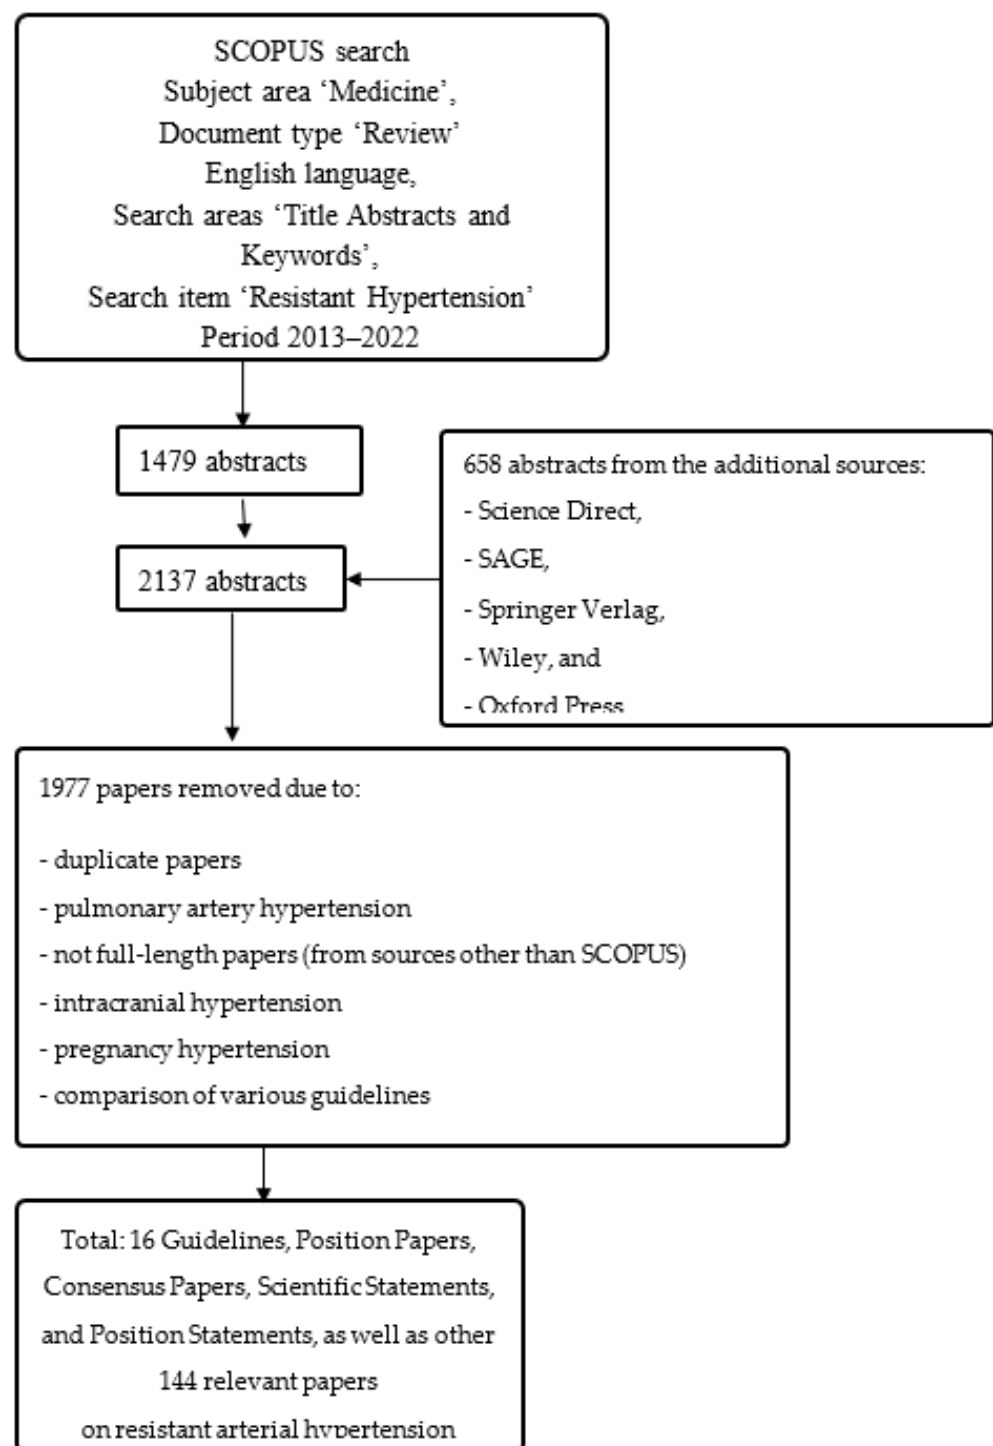 SCOPUS search
Subject area ‘Medicine’,
Document type ‘Review’
English language,
Search areas ‘Title Abstracts and
Keywords’,
Search item ‘Resistant Hypertension’
Period 2013–2022
1479 abstracts
658 abstracts from the additional sources:
- Science Direct,
- SAGE,
- Springer Verlag,
- Wiley, and
- Oxford Press
2137 abstracts
1977 papers removed due to:
- duplicate papers
- pulmonary artery hypertension
- not full-length papers (from sources other than SCOPUS)
- intracranial hypertension
- pregnancy hypertension
- comparison of various guidelines
Total: 16 Guidelines, Position Papers,
Consensus Papers, Scientific Statements,
and Position Statements, as well as other
144 relevant papers
on resistant arterial hypertension